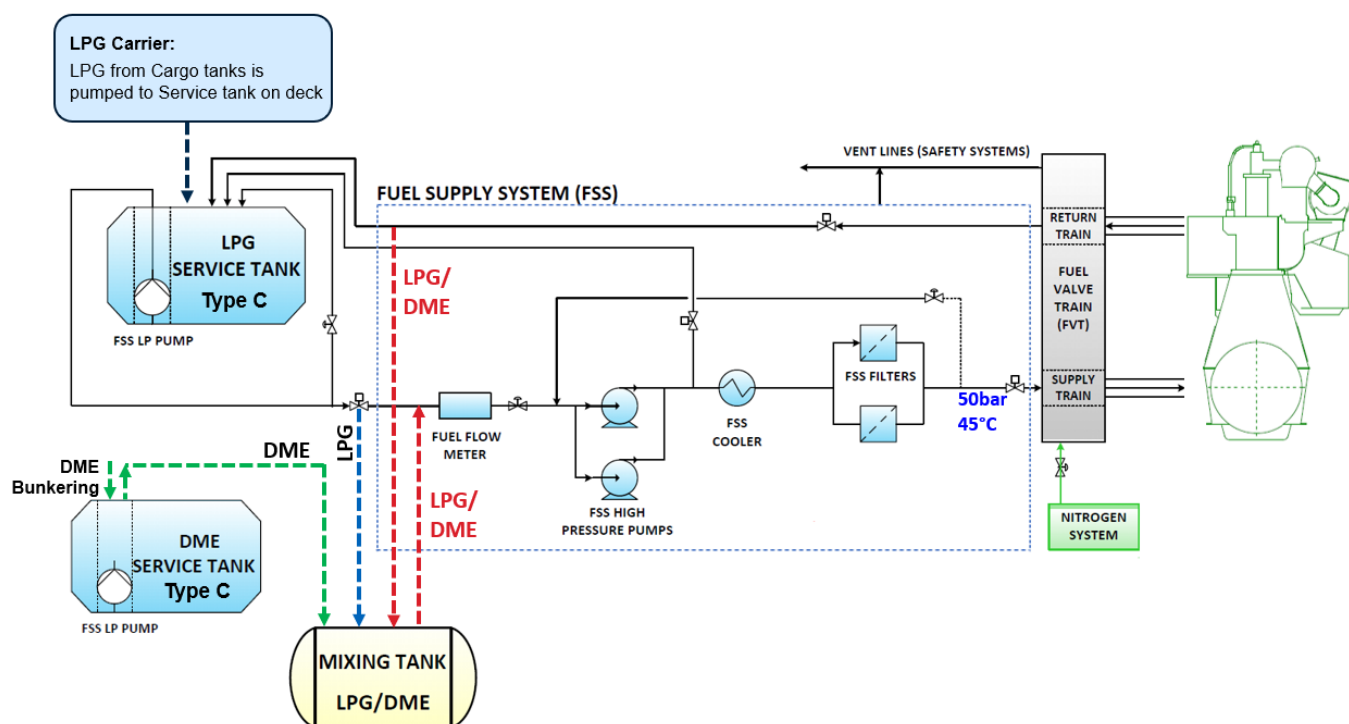 LPG Carrier:
LPG from Cargo tanks is
pumped to Service tank on deck
VENT LINES (SAFETY SYSTEMS)
FUEL SUPPLY SYSTEM (FSS)
LPG
SERVICE TANK
Type C
FSS LP PUMP
RETURN
TRAIN
FUEL
VALVE
TRAIN
(FVT)
SUPPLY
TRAIN
LPG/
DME
FSS FILTERS
50bar
45°C
FSS
COOLER
FUEL FLOW
METER
LPG
DME
DME
Bunkering
LPG/
DME
FSS HIGH
PRESSURE PUMPS
NITROGEN
SYSTEM
DME
SERVICE TANK
Type C
FSS LP PUMP
MIXING TANK
LPG/DME